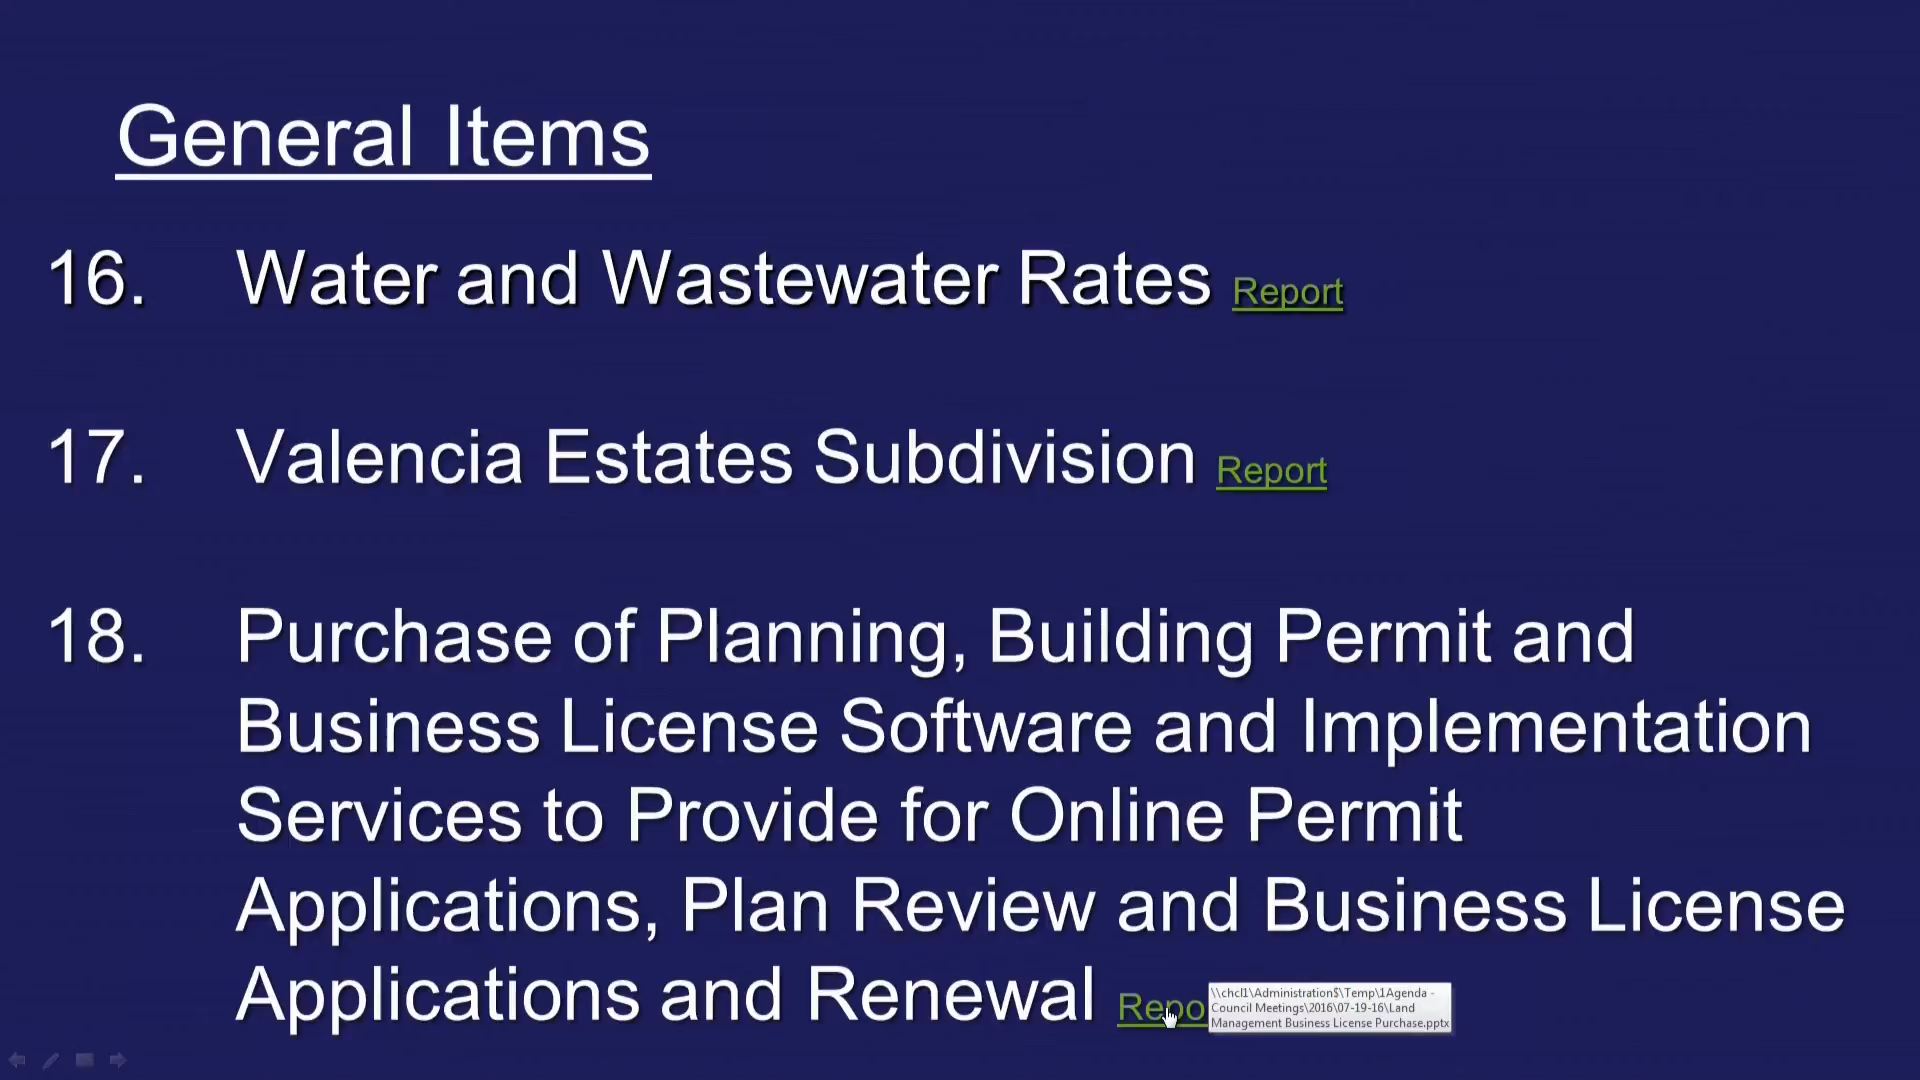 General Items
16. Water and Wastewater Rates Report
17. Valencia Estates Subdivision Report
18. Purchase of Planning, Building Permit and
Business License Software and Implementation
Services to Provide for Online Permit
Applications, Plan Review and Business License
Applications and Renewal Repo
\\chcl1\Administration$\Temp\1Agenda -
Council Meetings\2016\07-19-16\Land
Management Business License Purchase.pptx